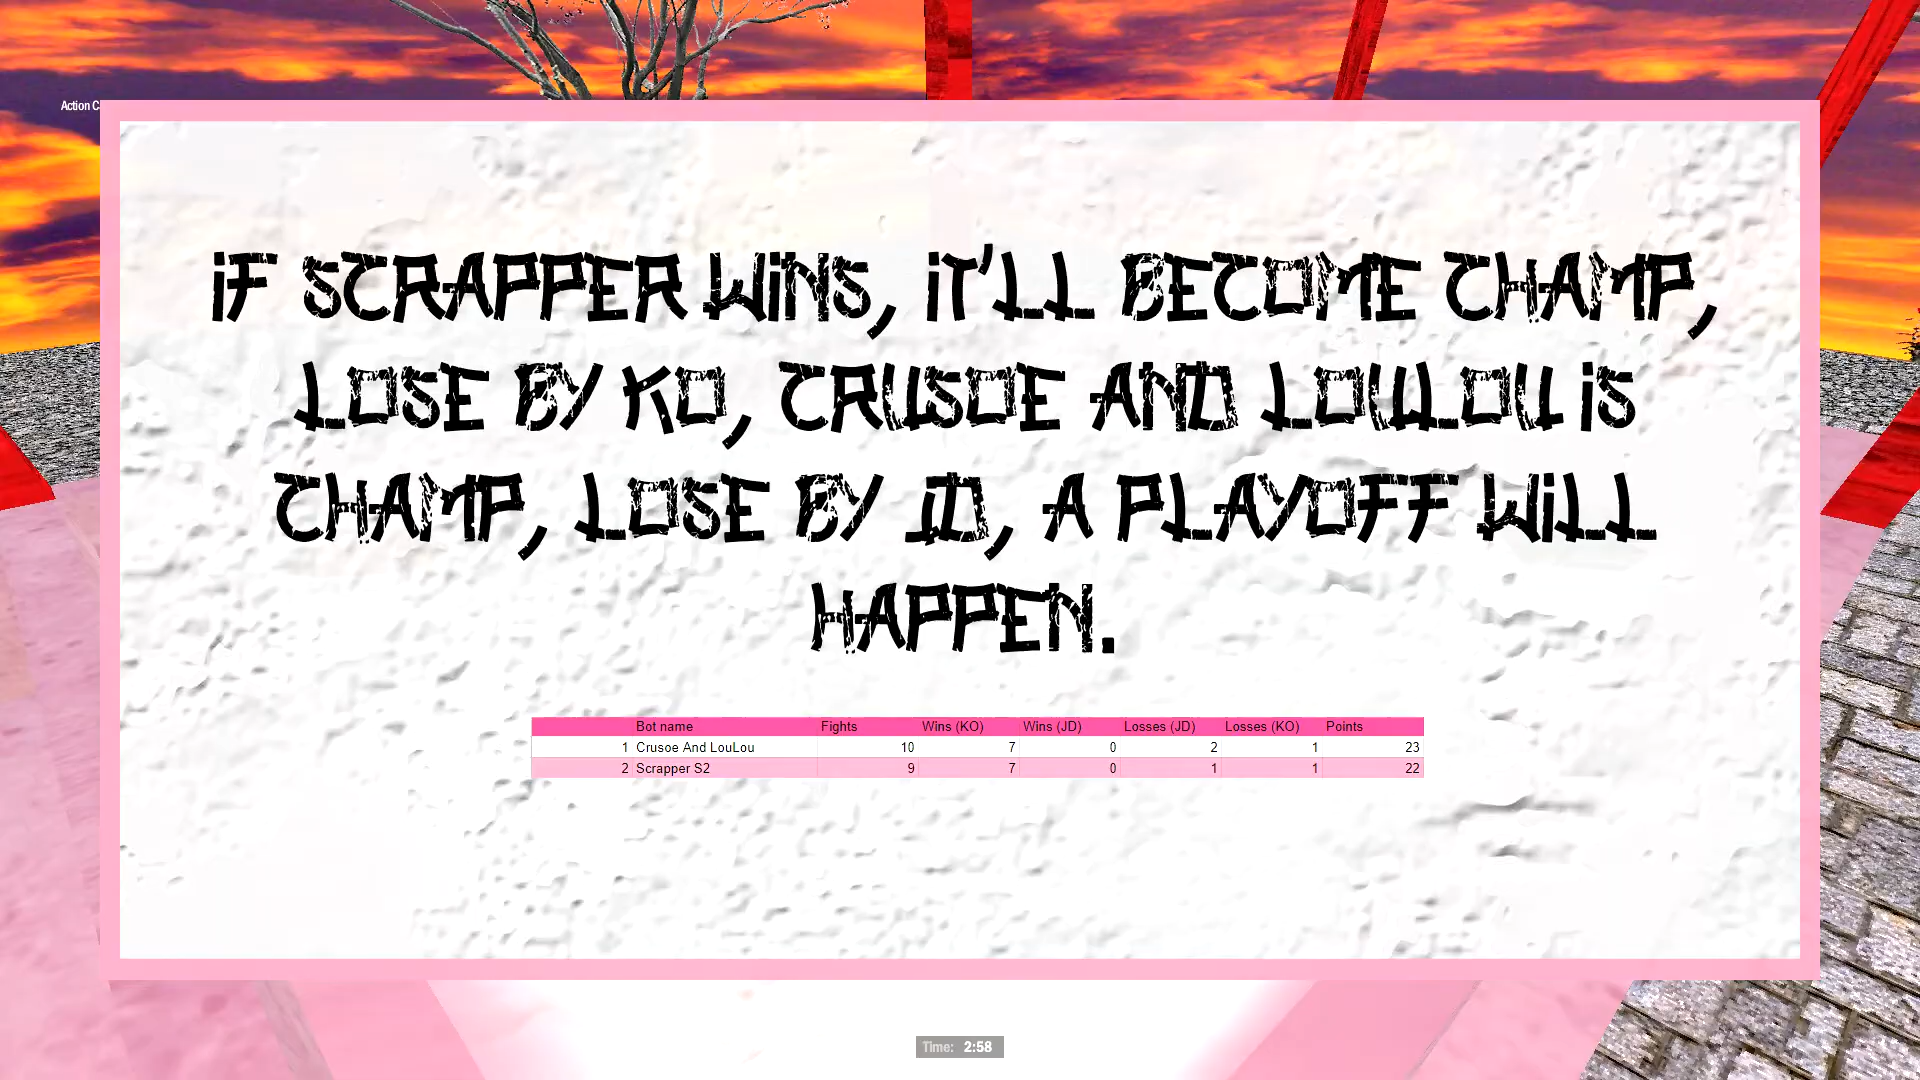 Action C
iF SCRAPPER WiNS, iT'LL BECOME CHAMP,
LOSE BY KO, CRUSOE AND LOULOU iS
CHAMP, LOSE BY JD, A PLAYOFF WiLL
HAPPEN.
Bot name Fights Wins (KO) Wins (JD) Losses (JD) Losses (KO) Points
1 Crusoe And LouLou 10 7 0 2 1 23
2 Scrapper S2 9 7 0 1 1 22
Time: 2:58